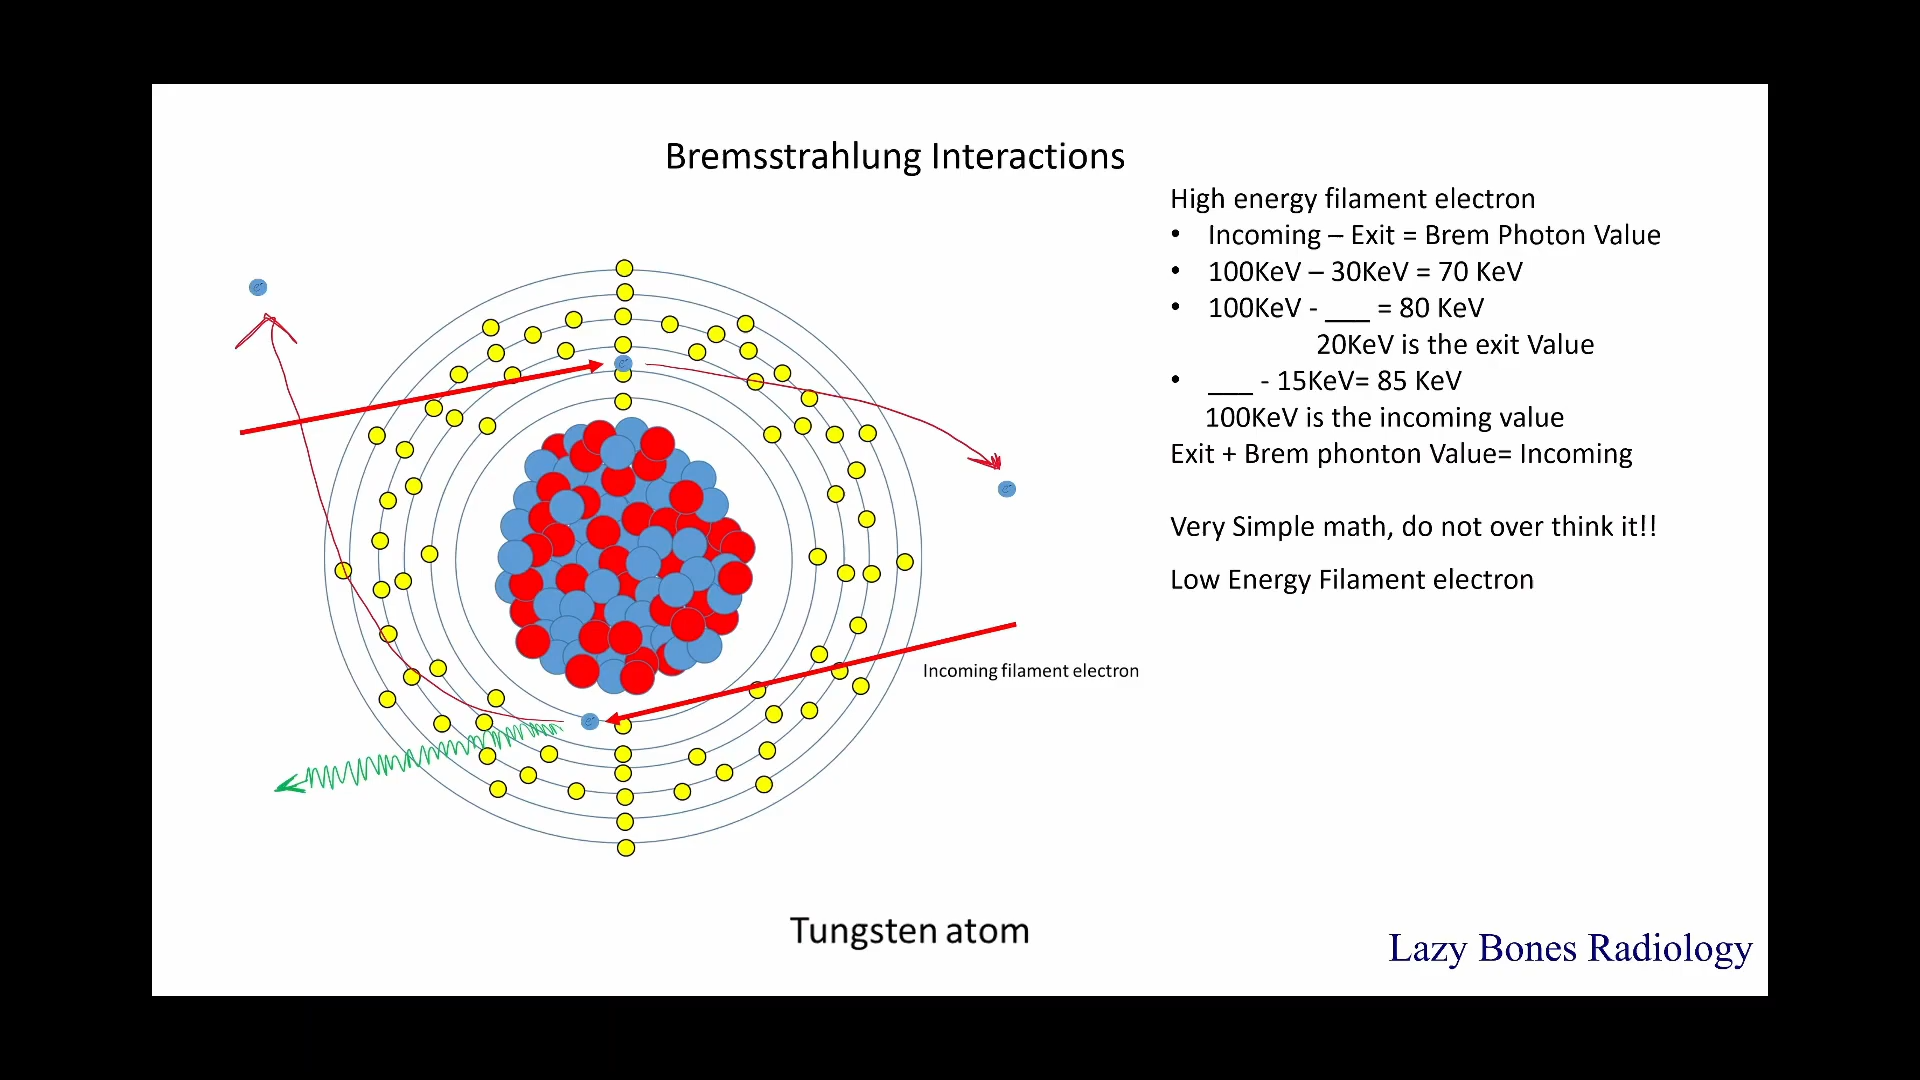 Bremsstrahlung Interactions
High energy filament electron
• Incoming – Exit = Brem Photon Value
• 100KeV – 30KeV = 70 KeV
• 100KeV - ___ = 80 KeV
20KeV is the exit Value
• ___ - 15KeV= 85 KeV
100KeV is the incoming value
Exit + Brem phonton Value= Incoming
Very Simple math, do not over think it!!
Low Energy Filament electron
Incoming filament electron
Tungsten atom
Lazy Bones Radiology